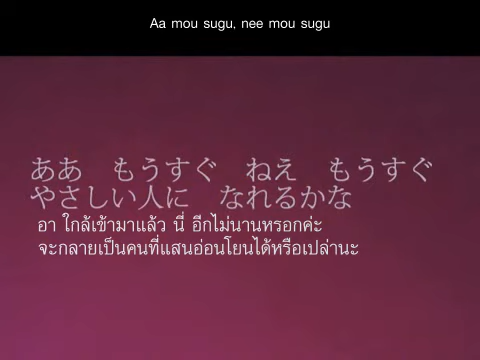 Aa mou sugu, nee mou sugu
ああ　もうすぐ　ねえ　もうすぐ
やさしい人に　なれるかな
อา ใกล้เข้ามาแล้ว นี่ อีกไม่นานหรอกค่ะ
จะกลายเป็นคนที่แสนอ่อนโยนได้หรือเปล่านะ